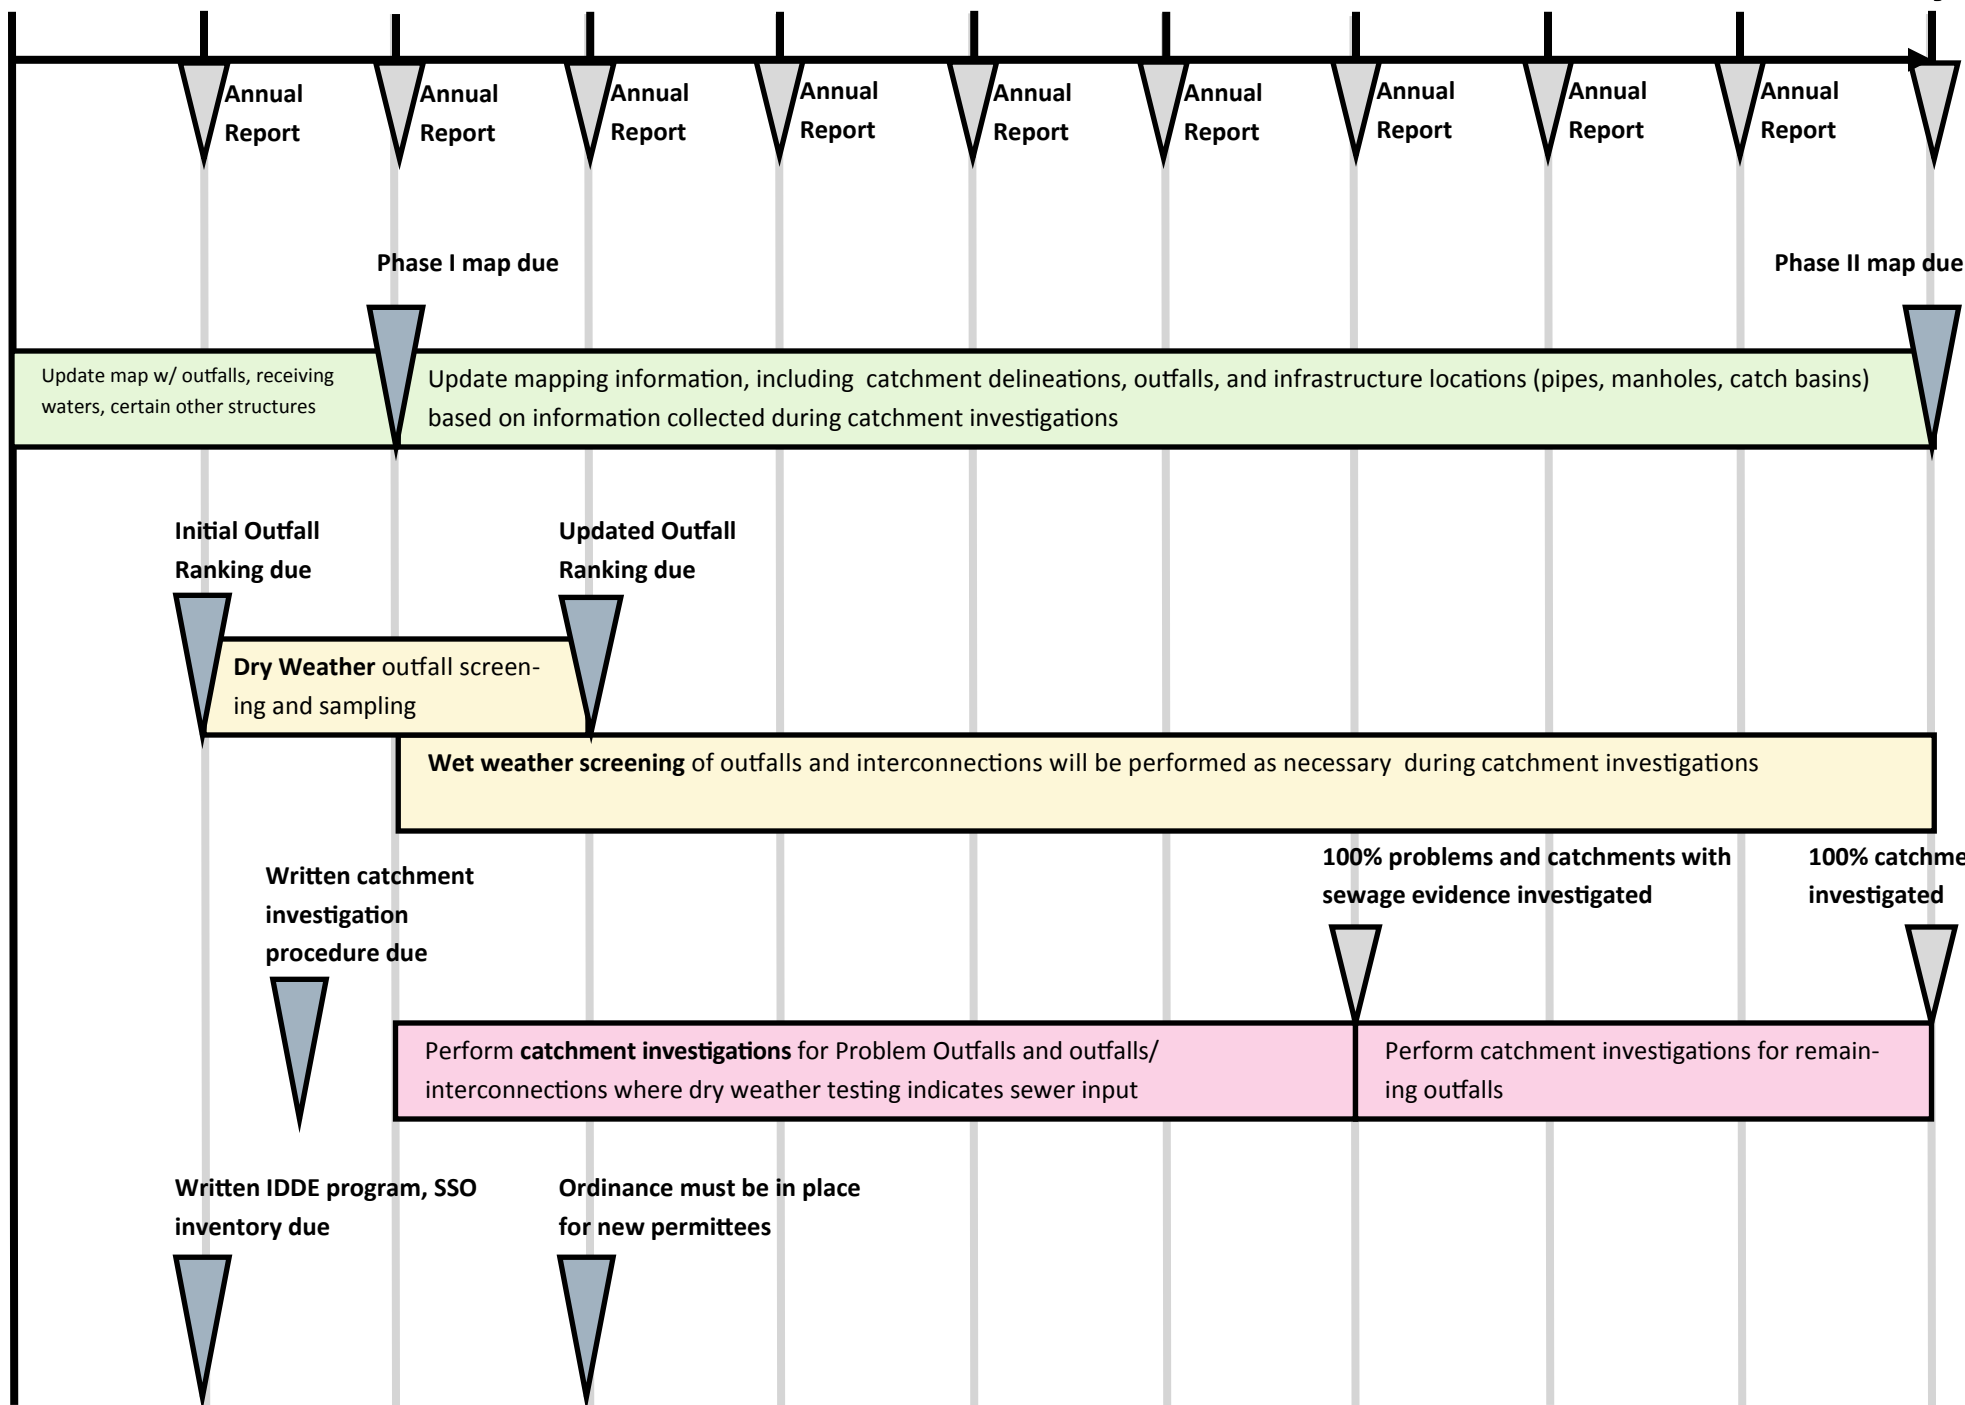 Annual
Report
Annual
Report
Annual
Report
Annual
Report
Annual
Report
Annual
Report
Annual
Report
Annual
Report
Annual
Report
Phase I map due
Phase II map due
Update map w/ outfalls, receiving
waters, certain other structures
Update mapping information, including catchment delineations, outfalls, and infrastructure locations (pipes, manholes, catch basins)
based on information collected during catchment investigations
Initial Outfall
Ranking due
Updated Outfall
Ranking due
Dry Weather outfall screen-
ing and sampling
Wet weather screening of outfalls and interconnections will be performed as necessary during catchment investigations
Written catchment
investigation
procedure due
100% problems and catchments with
sewage evidence investigated
100% catchme
investigated
Perform catchment investigations for Problem Outfalls and outfalls/
interconnections where dry weather testing indicates sewer input
Perform catchment investigations for remain-
ing outfalls
Written IDDE program, SSO
inventory due
Ordinance must be in place
for new permittees